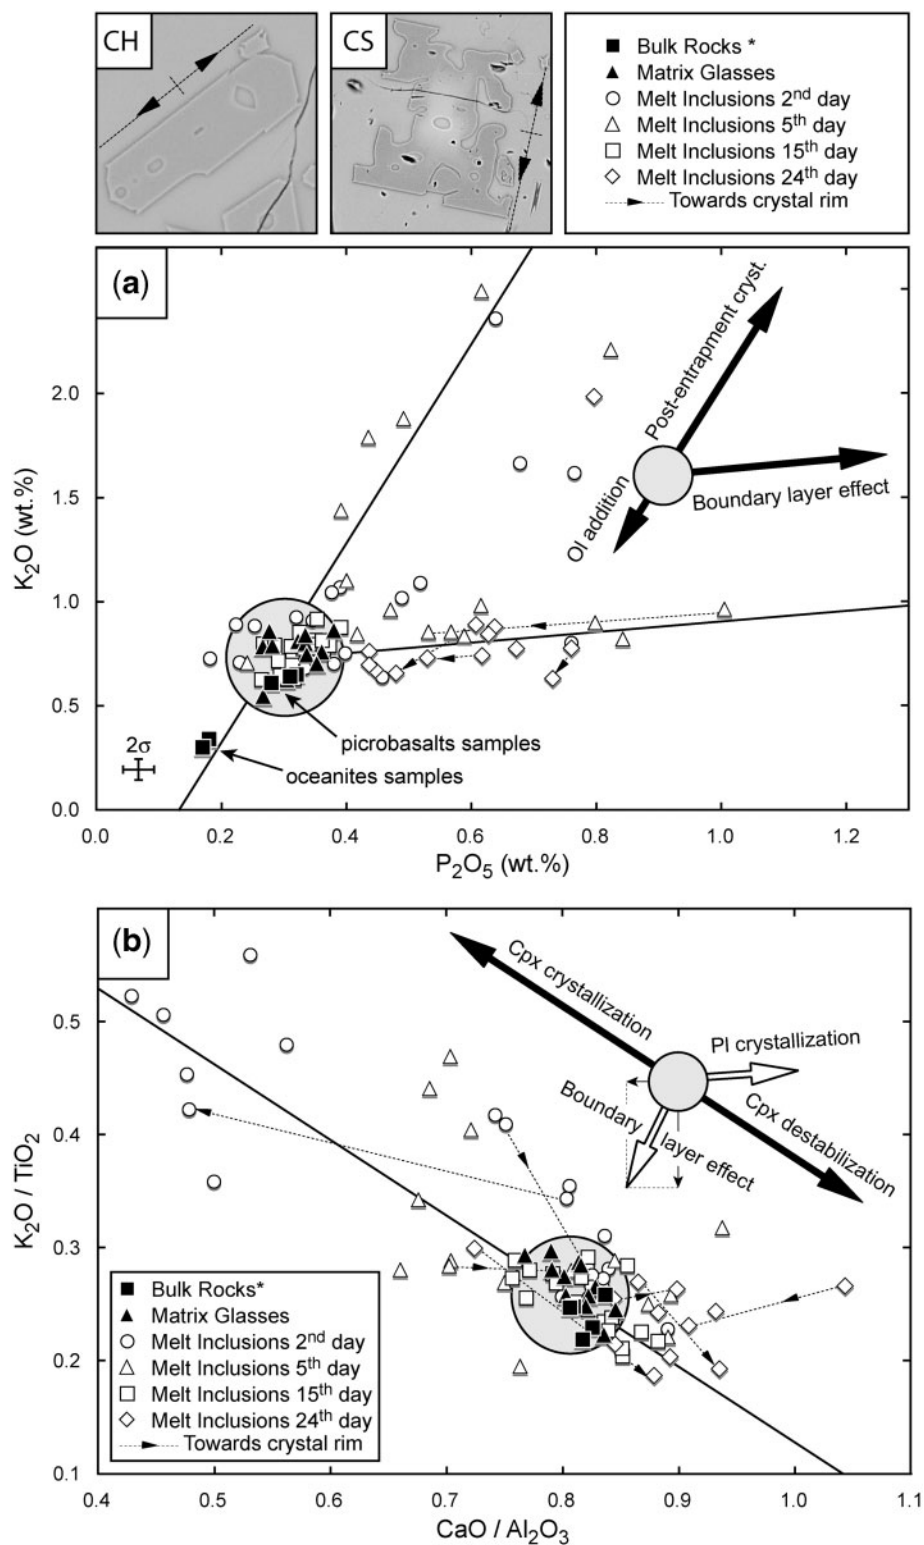 CH
CS
Bulk Rocks *
Matrix Glasses
Melt Inclusions 2nd day
Melt Inclusions 5th day
Melt Inclusions 15th day
Melt Inclusions 24th day
Towards crystal rim
(a)
K2O (wt.%)
2.0
1.5
1.0
0.5
0.0
Post-entrapment cryst.
Boundary layer effect
Ol addition
picrobasalts samples
oceanites samples
2σ
0.0 0.2 0.4 0.6 0.8 1.0 1.2
P2O5 (wt.%)
(b)
K2O / TiO2
0.5
0.4
0.3
0.2
0.1
Cpx crystallization
Pl crystallization
Boundary layer effect
Cpx destabilization
Bulk Rocks*
Matrix Glasses
Melt Inclusions 2nd day
Melt Inclusions 5th day
Melt Inclusions 15th day
Melt Inclusions 24th day
Towards crystal rim
0.4 0.5 0.6 0.7 0.8 0.9 1.0 1.1
CaO / Al2O3